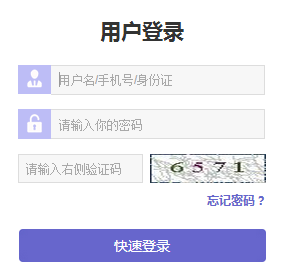 用户登录
用户名/手机号/身份证
请输入你的密码
请输入右侧验证码 6571
忘记密码？
快速登录